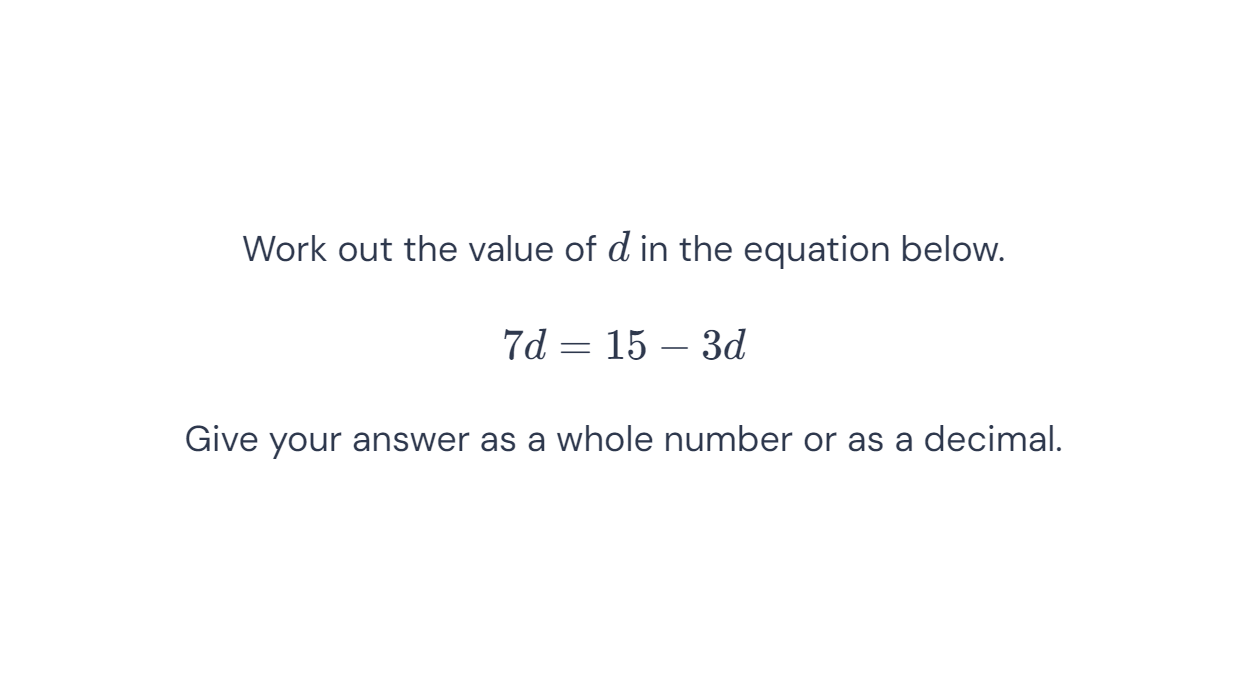 Work out the value of d in the equation below.
7d = 15 − 3d
Give your answer as a whole number or as a decimal.